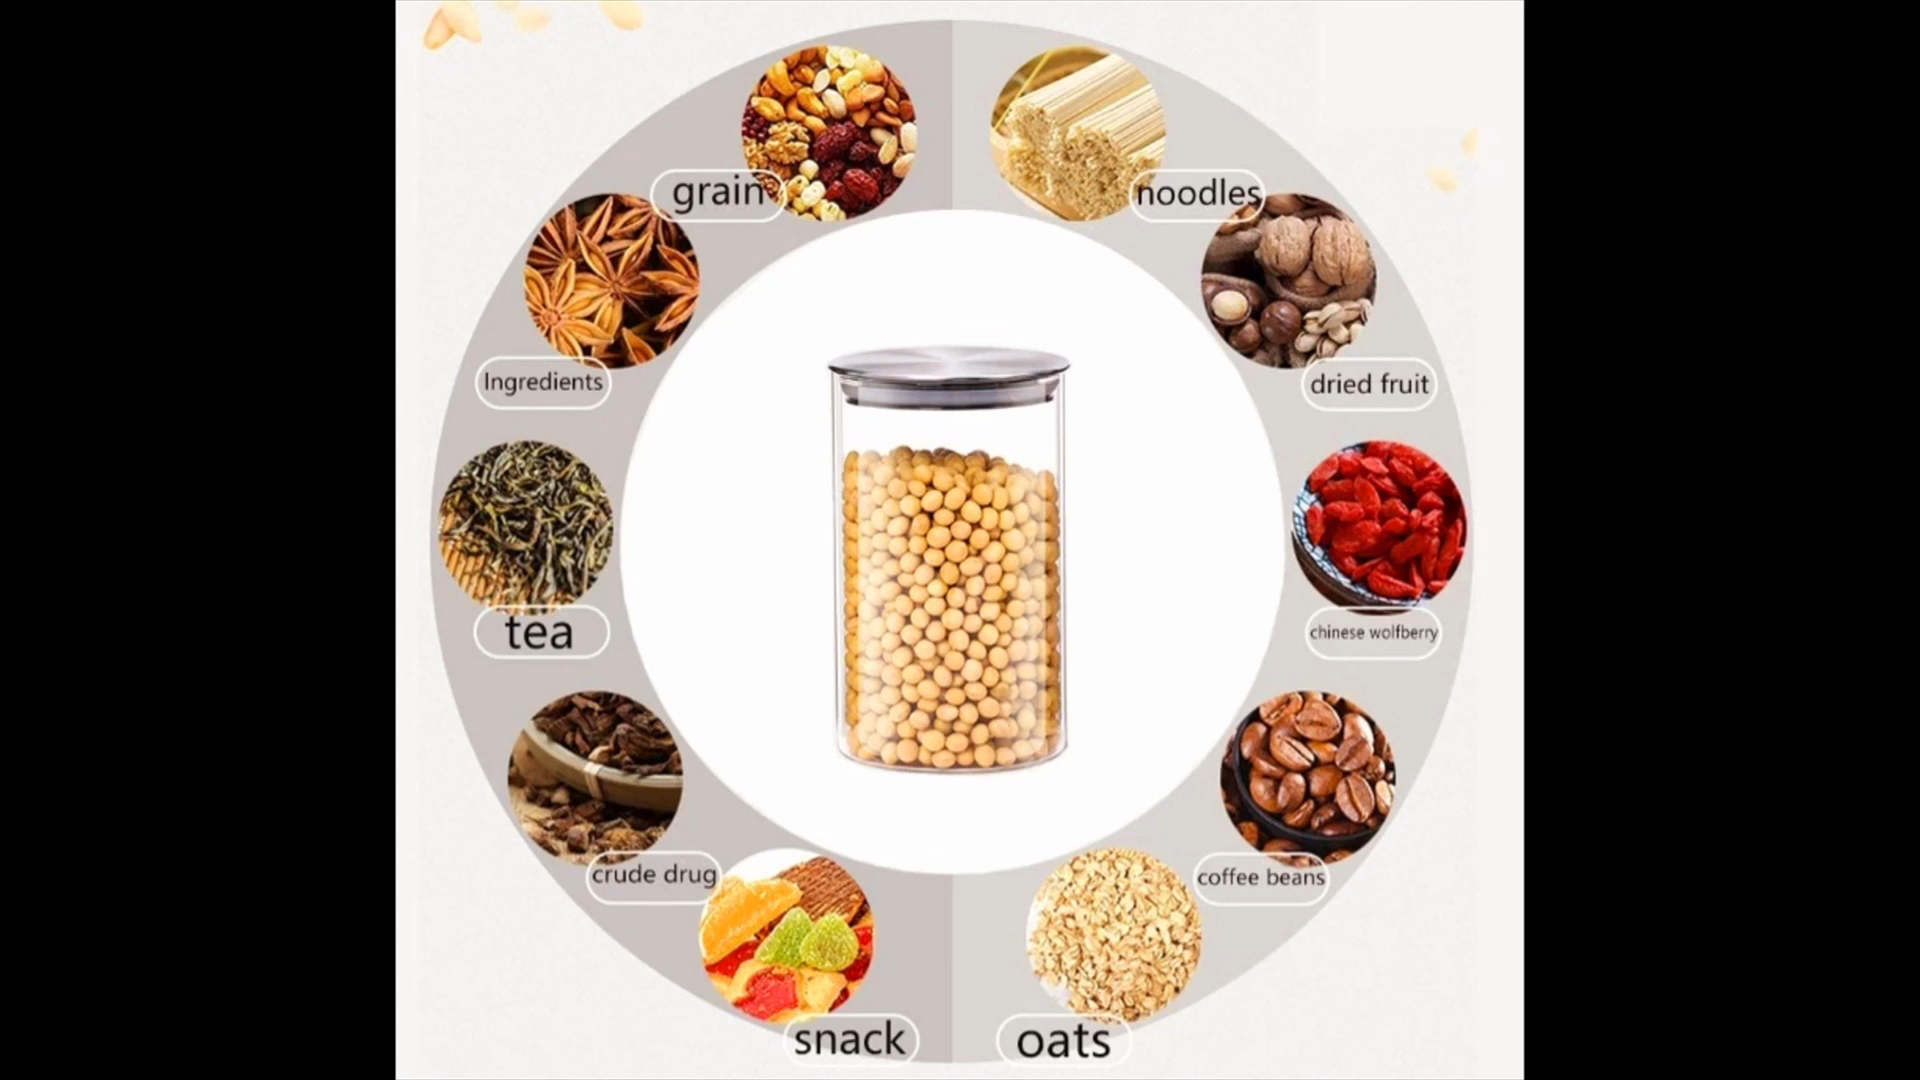 grain
noodles
Ingredients
dried fruit
tea
chinese wolfberry
crude drug
coffee beans
snack
oats